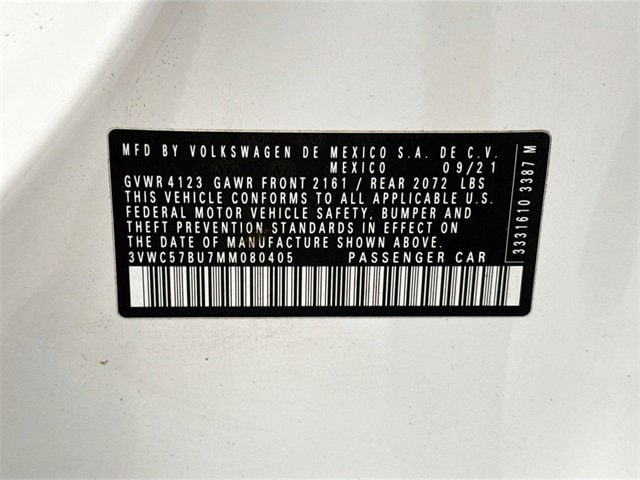 MFD BY VOLKSWAGEN DE MEXICO S.A. DE C.V.
MEXICO 09/21
GVWR 4123 GAWR FRONT 2161 / REAR 2072 LBS
THIS VEHICLE CONFORMS TO ALL APPLICABLE U.S.
FEDERAL MOTOR VEHICLE SAFETY, BUMPER AND
THEFT PREVENTION STANDARDS IN EFFECT ON
THE DATE OF MANUFACTURE SHOWN ABOVE.
3VWC57BU7MM080405 PASSENGER CAR
3331610 3387 M